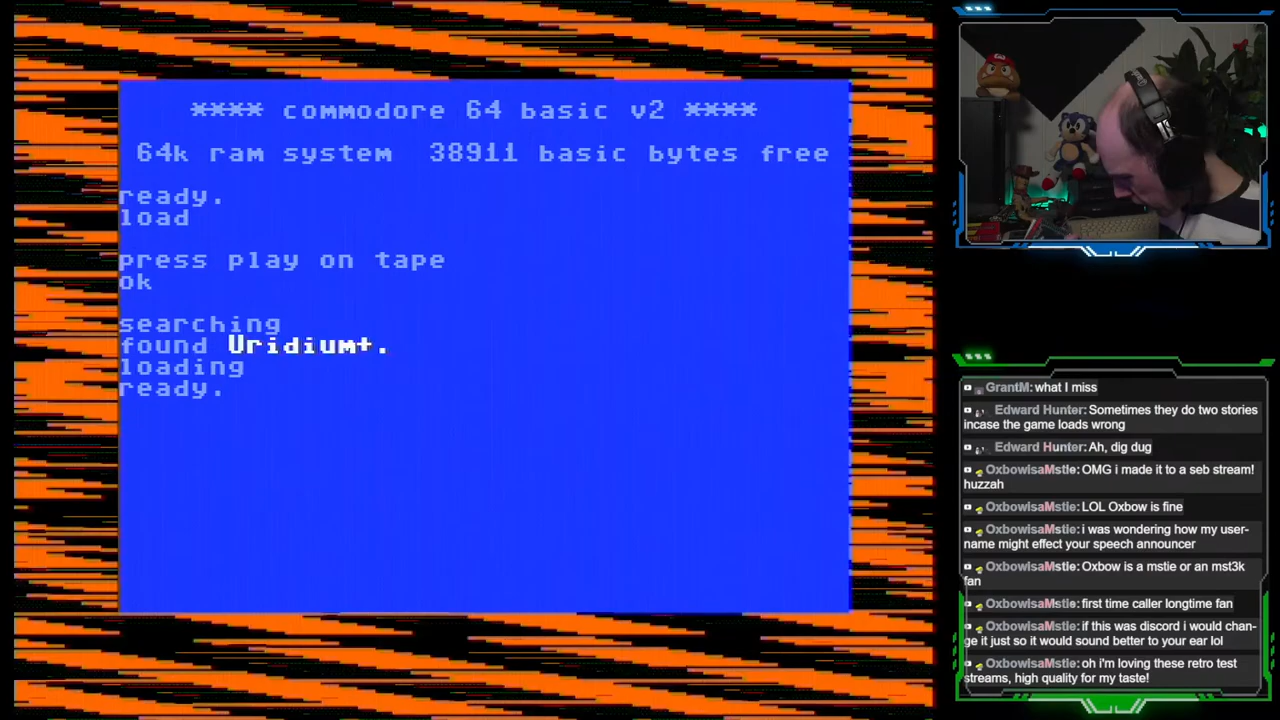 **** commodore 64 basic v2 ****
64k ram system 38911 basic bytes free
ready.
load
press play on tape
ok
searching
found Uridium+.
loading
ready.
GrantM: what I miss
Edward Hunter: Sometimes they do two stories
incase the game loads wrong
Edward Hunter: Ah, dig dug
OxbowIsaMstIe: OMG i made it to a seb stream!
huzzah
OxbowIsaMstIe: LOL Oxbow is fine
OxbowIsaMstIe: i was wondering how my user-
name might effect your speech announcer
OxbowIsaMstIe: Oxbow is a mstie or an mst3k
fan
OxbowIsaMstIe: first time caller longtime fan
OxbowIsaMstIe: if this was discord i would chan-
ge it just so it would sound better to your ear lol
OxbowIsaMstIe: oh i'm loving these retro test
streams, high quality for my taste!